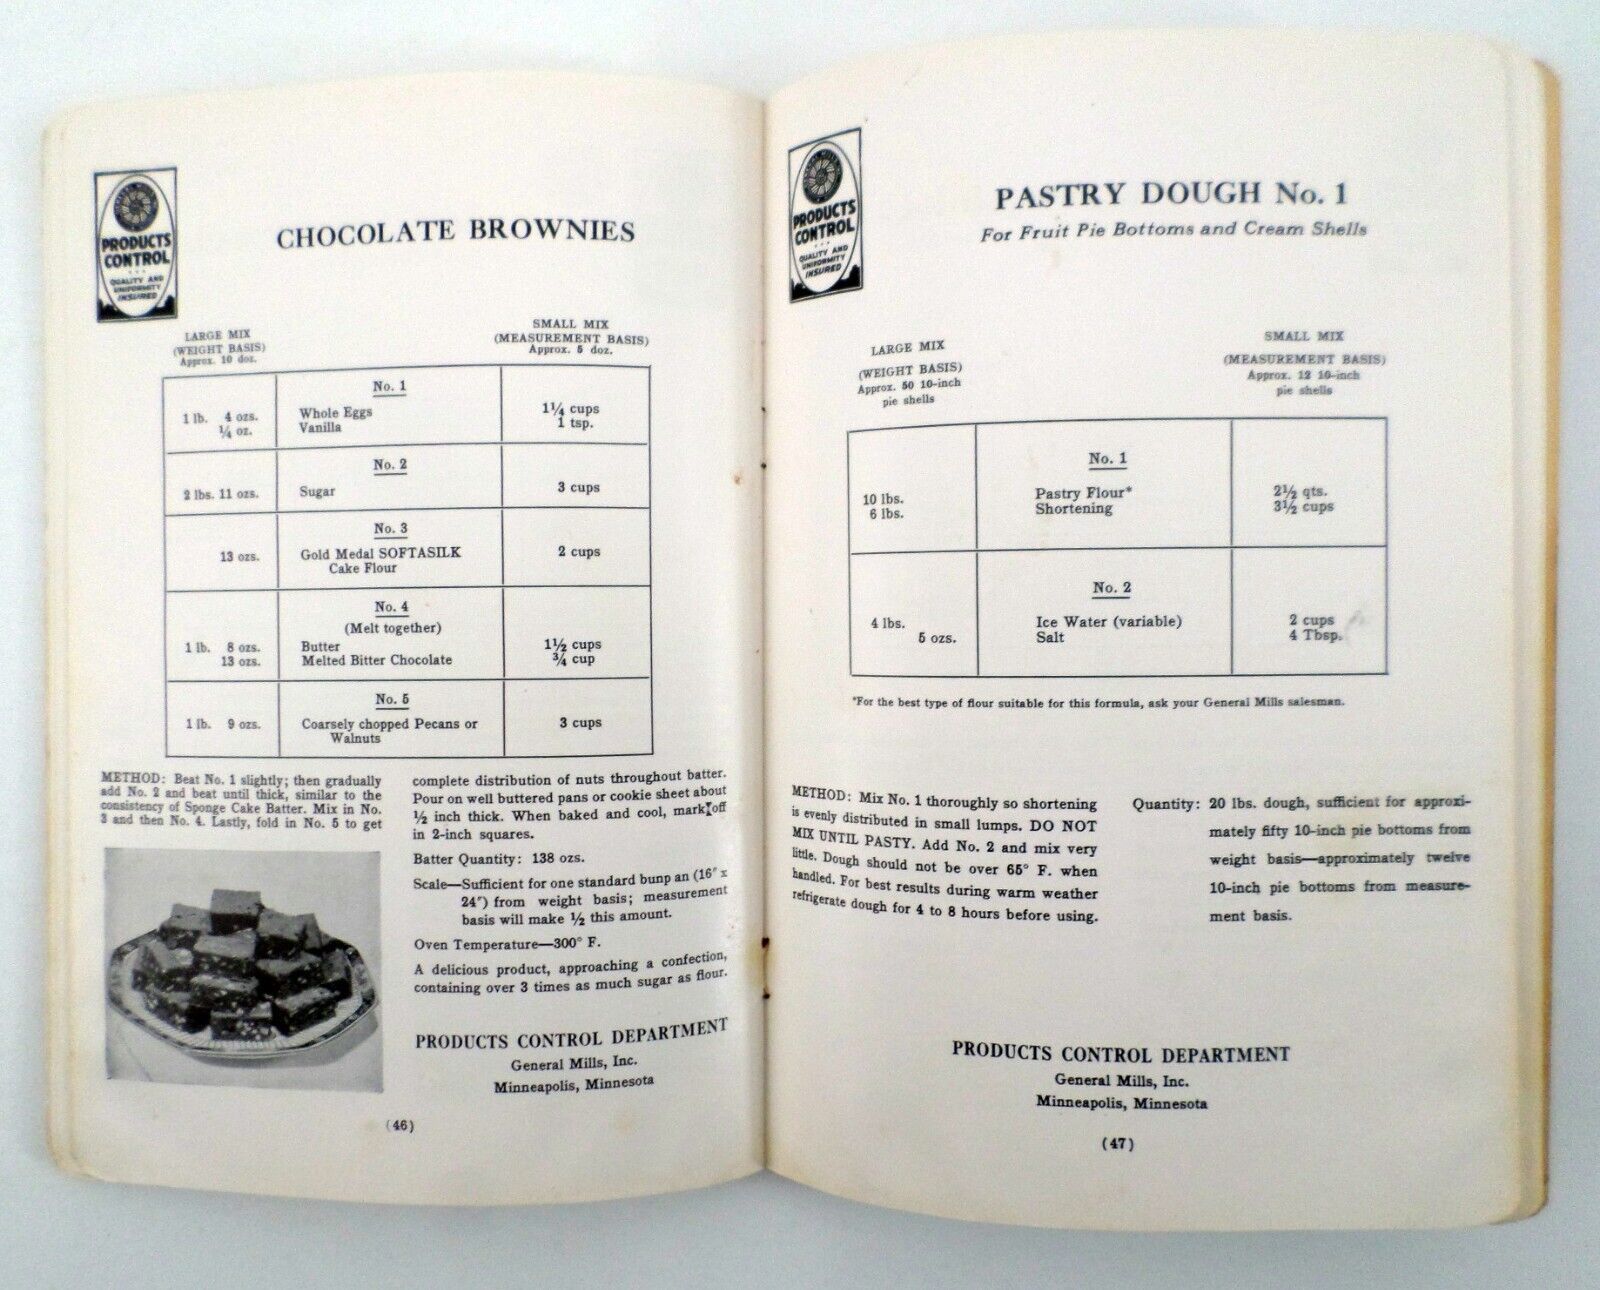 GENERAL MILLS
PRODUCTS
CONTROL
QUALITY AND
UNIFORMITY
INSURED
CHOCOLATE BROWNIES
LARGE MIX
(WEIGHT BASIS)
Approx. 10 doz.
SMALL MIX
(MEASUREMENT BASIS)
Approx. 5 doz.
No. 1
1 lb. 4 ozs. Whole Eggs 1¼ cups
¼ oz. Vanilla 1 tsp.
No. 2
2 lbs. 11 ozs. Sugar 3 cups
No. 3
13 ozs. Gold Medal SOFTASILK 2 cups
Cake Flour
No. 4
(Melt together)
1 lb. 8 ozs. Butter 1½ cups
13 ozs. Melted Bitter Chocolate ¾ cup
No. 5
1 lb. 9 ozs. Coarsely chopped Pecans or 3 cups
Walnuts
METHOD: Beat No. 1 slightly; then gradually
add No. 2 and beat until thick, similar to the
consistency of Sponge Cake Batter. Mix in No.
3 and then No. 4. Lastly, fold in No. 5 to get
complete distribution of nuts throughout batter.
Pour on well buttered pans or cookie sheet about
½ inch thick. When baked and cool, mark off
in 2-inch squares.
Batter Quantity: 138 ozs.
Scale—Sufficient for one standard bunp an (16″ x
24″) from weight basis; measurement
basis will make ½ this amount.
Oven Temperature—300° F.
A delicious product, approaching a confection,
containing over 3 times as much sugar as flour.
PRODUCTS CONTROL DEPARTMENT
General Mills, Inc.
Minneapolis, Minnesota
(46)
GENERAL MILLS
PRODUCTS
CONTROL
QUALITY AND
UNIFORMITY
INSURED
PASTRY DOUGH No. 1
For Fruit Pie Bottoms and Cream Shells
LARGE MIX
(WEIGHT BASIS)
Approx. 50 10-inch
pie shells
SMALL MIX
(MEASUREMENT BASIS)
Approx. 12 10-inch
pie shells
No. 1
10 lbs. Pastry Flour* 2½ qts.
6 lbs. Shortening 3½ cups
No. 2
4 lbs. Ice Water (variable) 2 cups
5 ozs. Salt 4 Tbsp.
*For the best type of flour suitable for this formula, ask your General Mills salesman.
METHOD: Mix No. 1 thoroughly so shortening
is evenly distributed in small lumps. DO NOT
MIX UNTIL PASTY. Add No. 2 and mix very
little. Dough should not be over 65° F. when
handled. For best results during warm weather
refrigerate dough for 4 to 8 hours before using.
Quantity: 20 lbs. dough, sufficient for approxi-
mately fifty 10-inch pie bottoms from
weight basis—approximately twelve
10-inch pie bottoms from measure-
ment basis.
PRODUCTS CONTROL DEPARTMENT
General Mills, Inc.
Minneapolis, Minnesota
(47)